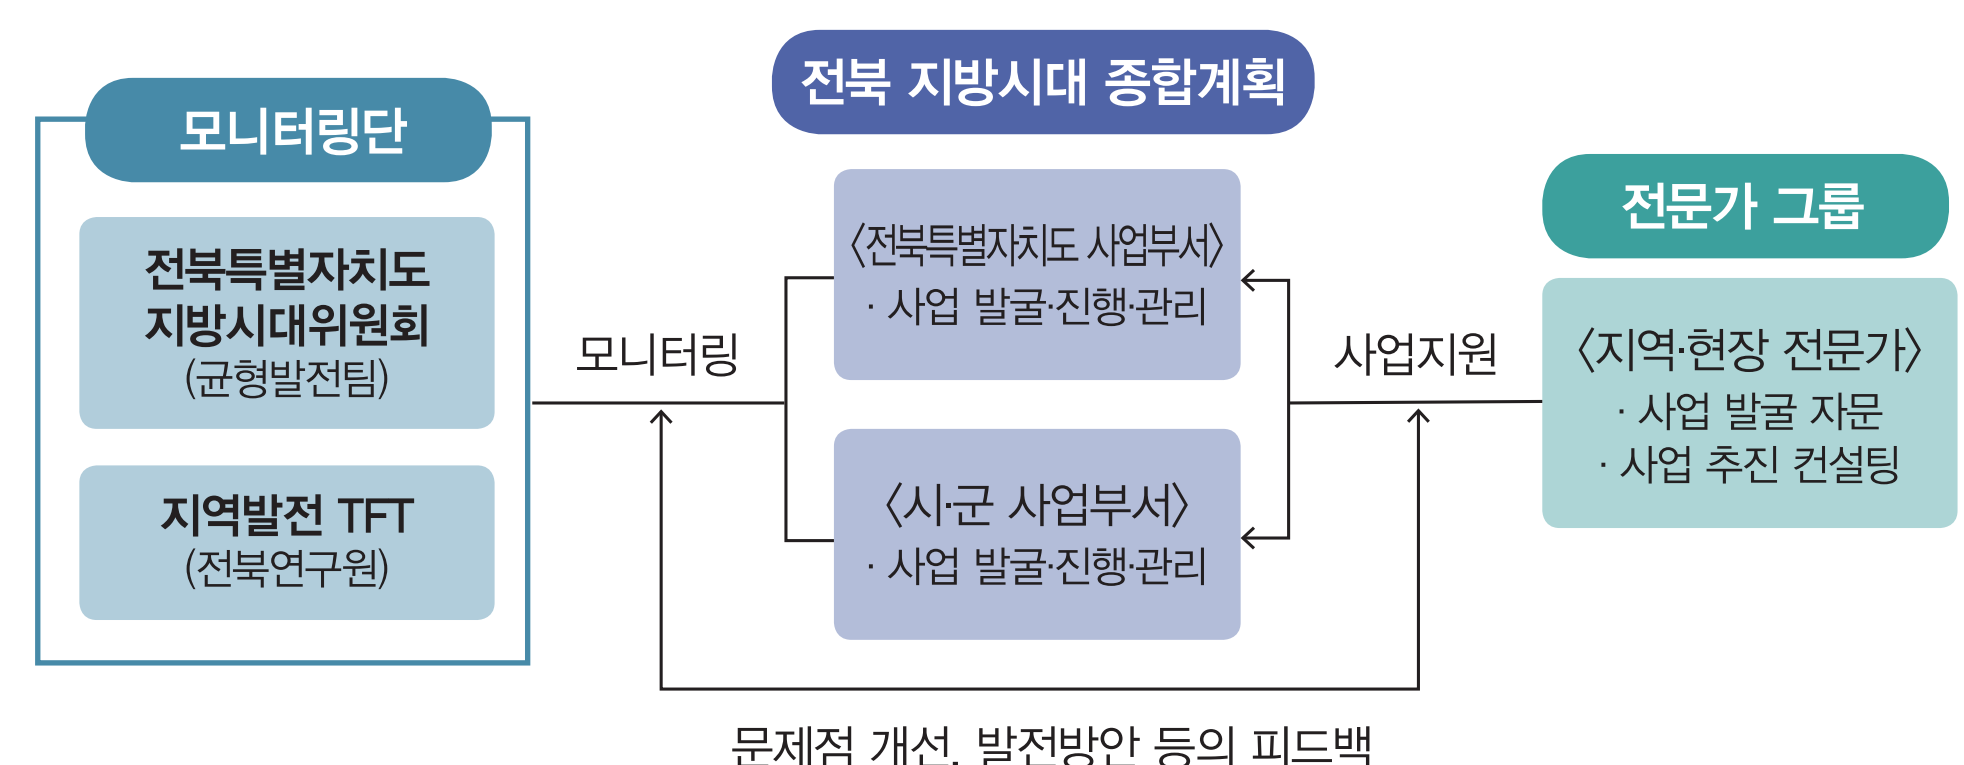 모니터링단
전북특별자치도
지방시대위원회
(균형발전팀)
지역발전 TFT
(전북연구원)
모니터링
전북 지방시대 종합계획
〈전북특별자치도 사업부서〉
· 사업 발굴·진행·관리
〈시·군 사업부서〉
· 사업 발굴·진행·관리
사업지원
전문가 그룹
〈지역·현장 전문가〉
· 사업 발굴 자문
· 사업 추진 컨설팅
문제점 개선, 발전방안 등의 피드백